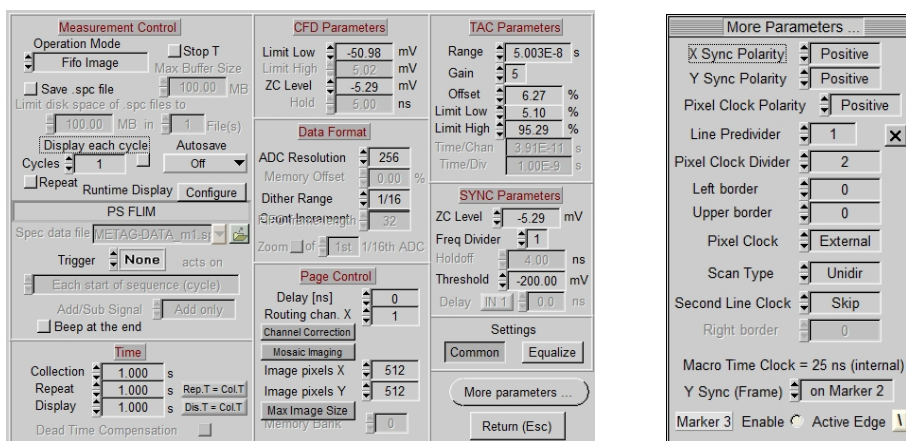 Measurement Control
Operation Mode
Fifo Image
Stop T
Max Buffer Size
100.00 MB
Save .spc file
Limit disk space of .spc files to
100.00 MB in 1 File(s)
Display each cycle
Autosave
Cycles 1
Off
Repeat
Runtime Display
Configure
PS FLIM
Spec data file METAG-DATA_m1.s
Trigger None acts on
Each start of sequence (cycle)
Add/Sub Signal Add only
Beep at the end
Time
Collection 1.000 s
Repeat 1.000 s Rep.T = Col.T
Display 1.000 s Dis.T = Col.T
Dead Time Compensation
CFD Parameters
Limit Low -50.98 mV
Limit High 5.02 mV
ZC Level -5.29 mV
Hold 5.00 ns
Data Format
ADC Resolution 256
Memory Offset 0.00 %
Dither Range 1/16
Count Increment 32
Zoom of 1st 1/16th ADC
Page Control
Delay [ns] 0
Routing chan. X 1
Channel Correction
Mosaic Imaging
Image pixels X 512
Image pixels Y 512
Max Image Size
Memory Bank 0
TAC Parameters
Range 5.003E-8 s
Gain 5
Offset 6.27 %
Limit Low 5.10 %
Limit High 95.29 %
Time/Chan 3.91E-11 s
Time/Div 1.00E-9 s
SYNC Parameters
ZC Level -5.29 mV
Freq Divider 1
Holdoff 4.00 ns
Threshold -200.00 mV
Delay IN 1 0.0 ns
Settings
Common Equalize
More parameters ...
Return (Esc)
More Parameters ...
X Sync Polarity Positive
Y Sync Polarity Positive
Pixel Clock Polarity Positive
Line Predivider 1
Pixel Clock Divider 2
Left border 0
Upper border 0
Pixel Clock External
Scan Type Unidir
Second Line Clock Skip
Right border 0
Macro Time Clock = 25 ns (internal)
Y Sync (Frame) on Marker 2
Marker 3 Enable Active Edge